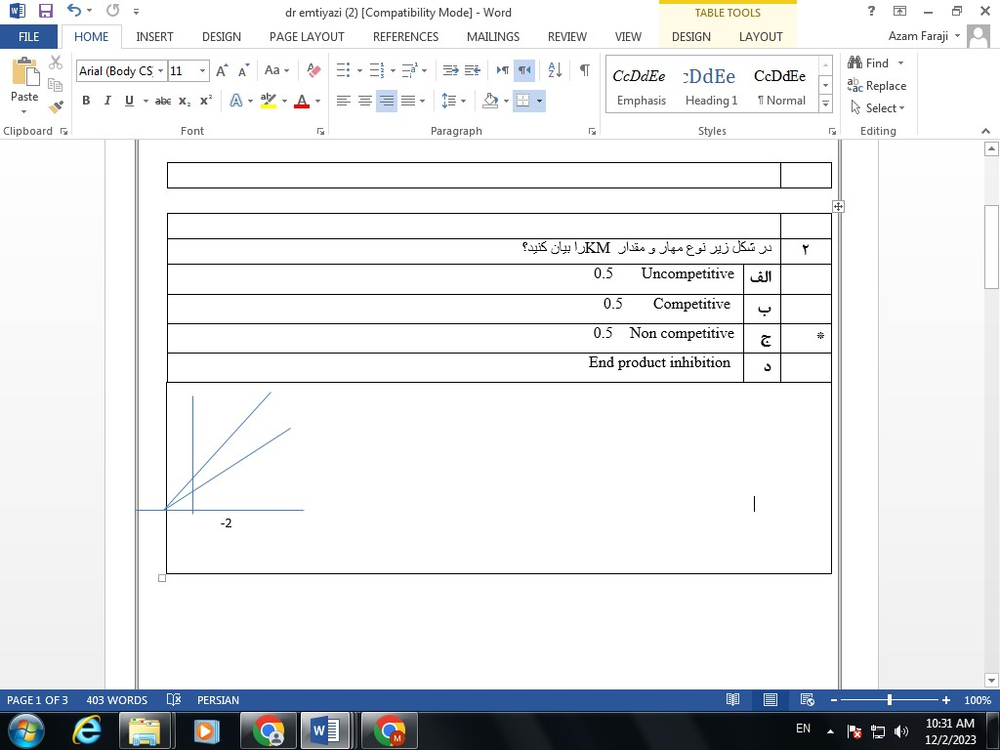 dr emtiyazi (2) [Compatibility Mode] - Word
TABLE TOOLS
FILE HOME INSERT DESIGN PAGE LAYOUT REFERENCES MAILINGS REVIEW VIEW DESIGN LAYOUT Azam Faraji
Paste
Arial (Body CS 11
Aa
B I U abc X₂ X²
CcDdEe CcDdEe CcDdEe
Emphasis Heading 1 ¶ Normal
Find
Replace
Select
Clipboard Font Paragraph Styles Editing
۲ در شکل زیر نوع مهار و مقدار KMرا بیان کنید؟
الف Uncompetitive 0.5
ب Competitive 0.5
* ج Non competitive 0.5
د End product inhibition
-2
PAGE 1 OF 3 403 WORDS PERSIAN 100%
EN 10:31 AM
12/2/2023